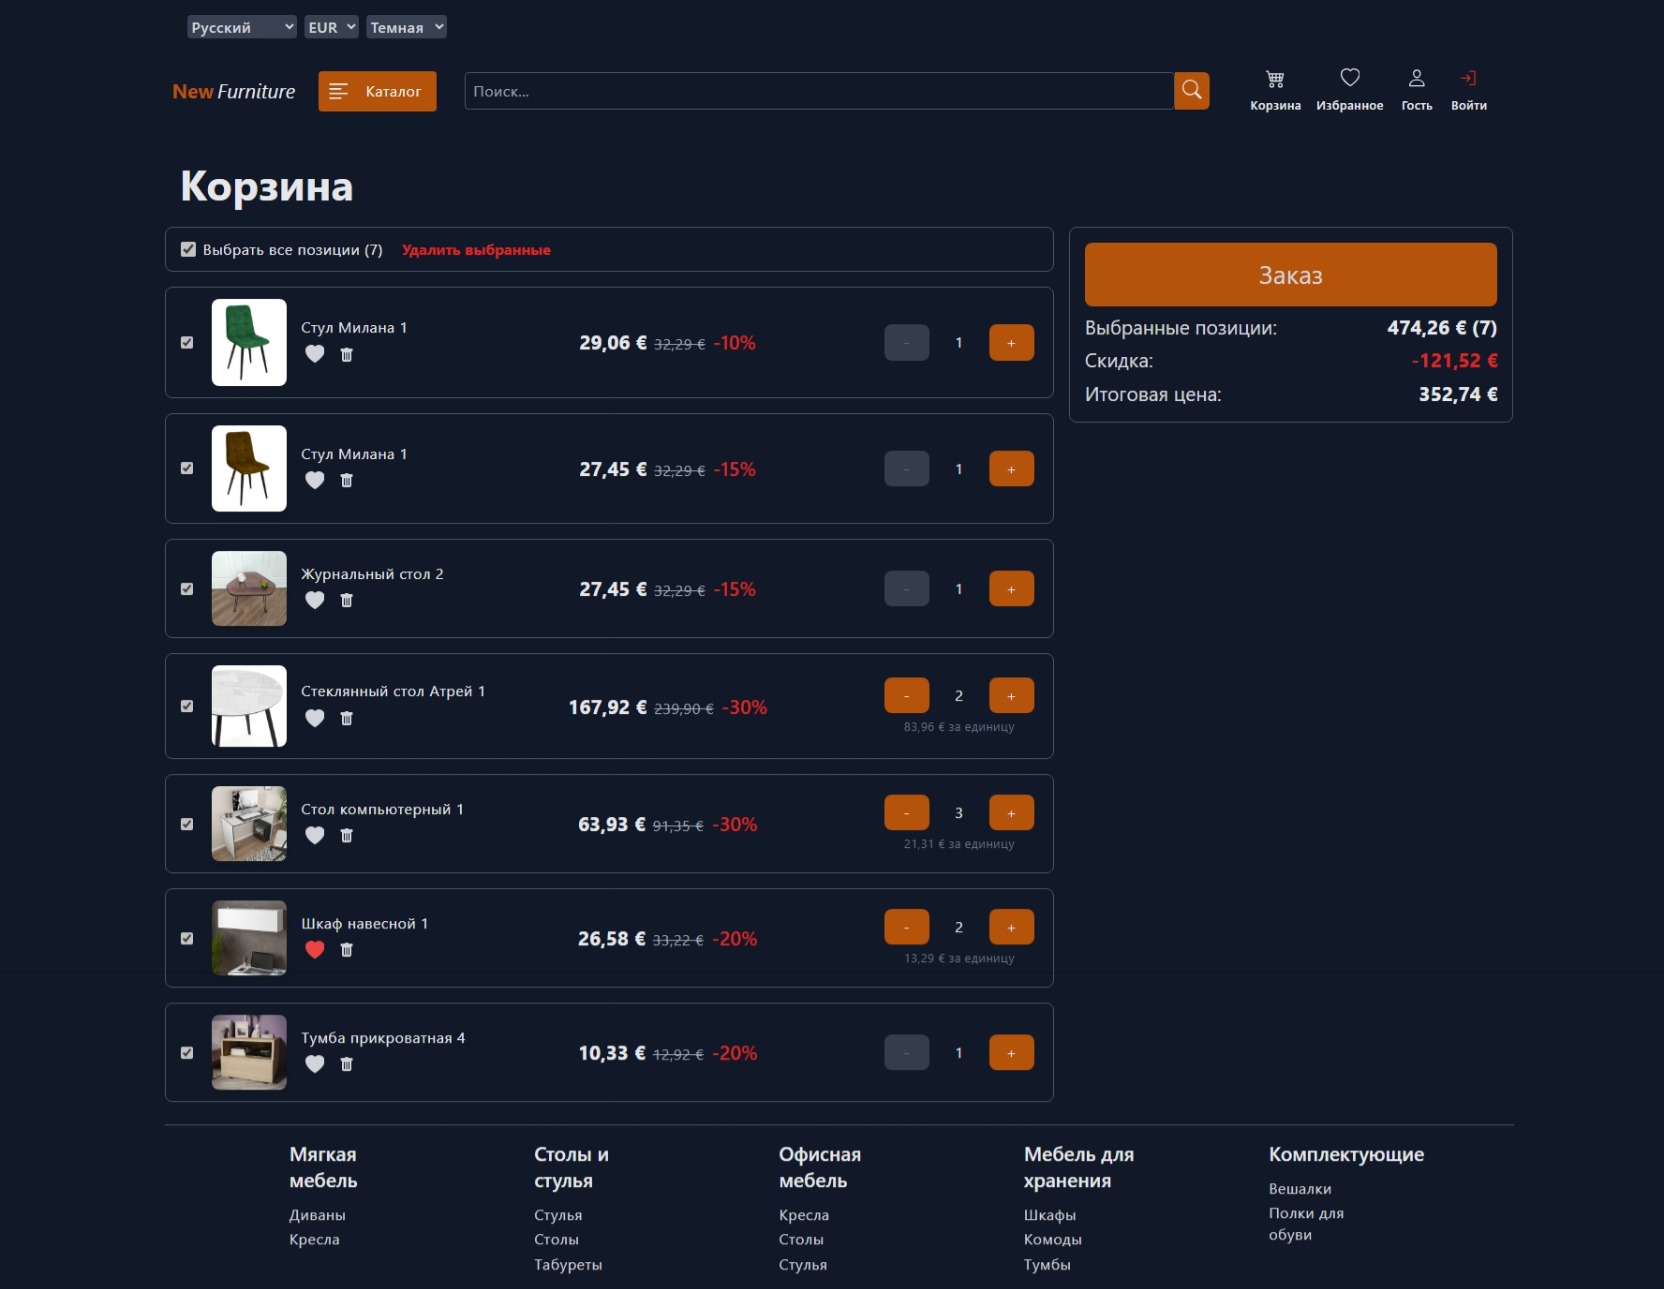 Русский EUR Темная
New Furniture Каталог Поиск... Корзина Избранное Гость Войти
Корзина
Выбрать все позиции (7) Удалить выбранные
Стул Милана 1
29,06 € 32,29 € -10% - 1 +
Стул Милана 1
27,45 € 32,29 € -15% - 1 +
Журнальный стол 2
27,45 € 32,29 € -15% - 1 +
Стеклянный стол Атрей 1
167,92 € 239,90 € -30% - 2 +
83,96 € за единицу
Стол компьютерный 1
63,93 € 91,35 € -30% - 3 +
21,31 € за единицу
Шкаф навесной 1
26,58 € 33,22 € -20% - 2 +
13,29 € за единицу
Тумба прикроватная 4
10,33 € 12,92 € -20% - 1 +
Заказ
Выбранные позиции: 474,26 € (7)
Скидка: -121,52 €
Итоговая цена: 352,74 €
Мягкая
мебель
Диваны
Кресла
Столы и
стулья
Стулья
Столы
Табуреты
Офисная
мебель
Кресла
Столы
Стулья
Мебель для
хранения
Шкафы
Комоды
Тумбы
Комплектующие
Вешалки
Полки для
обуви